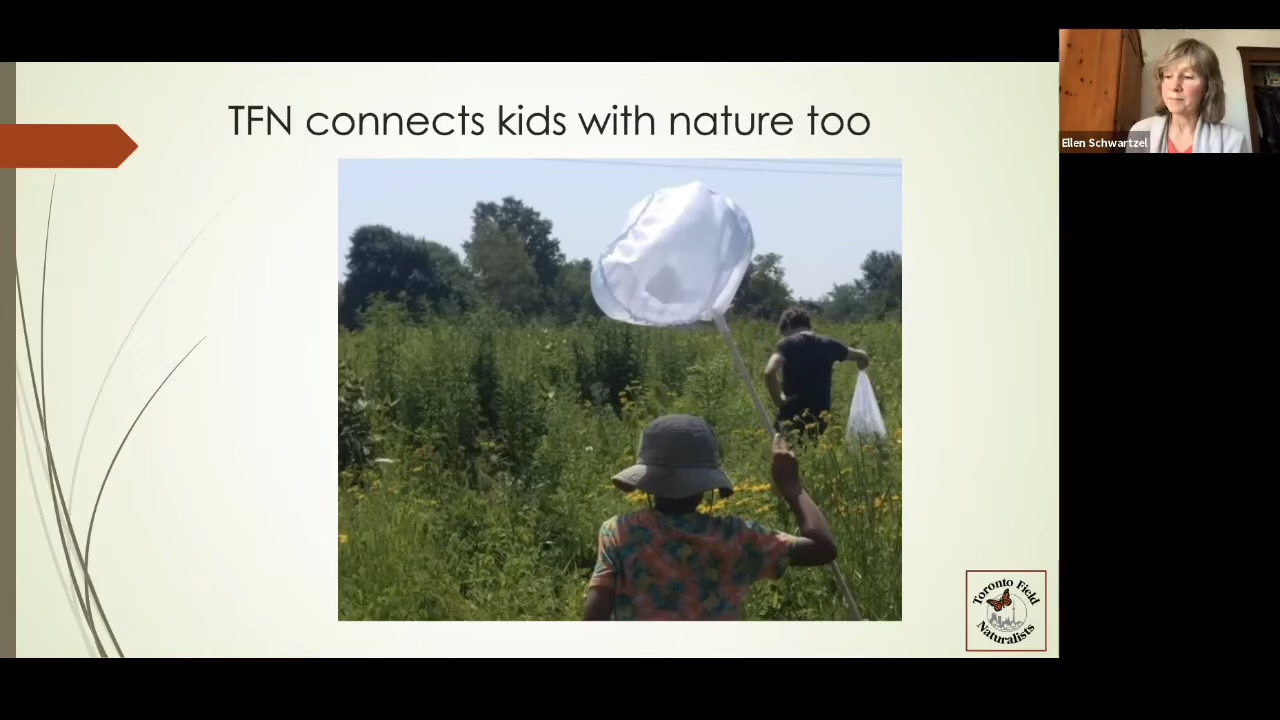 TFN connects kids with nature too
Ellen Schwartzel
Toronto Field
Naturalists